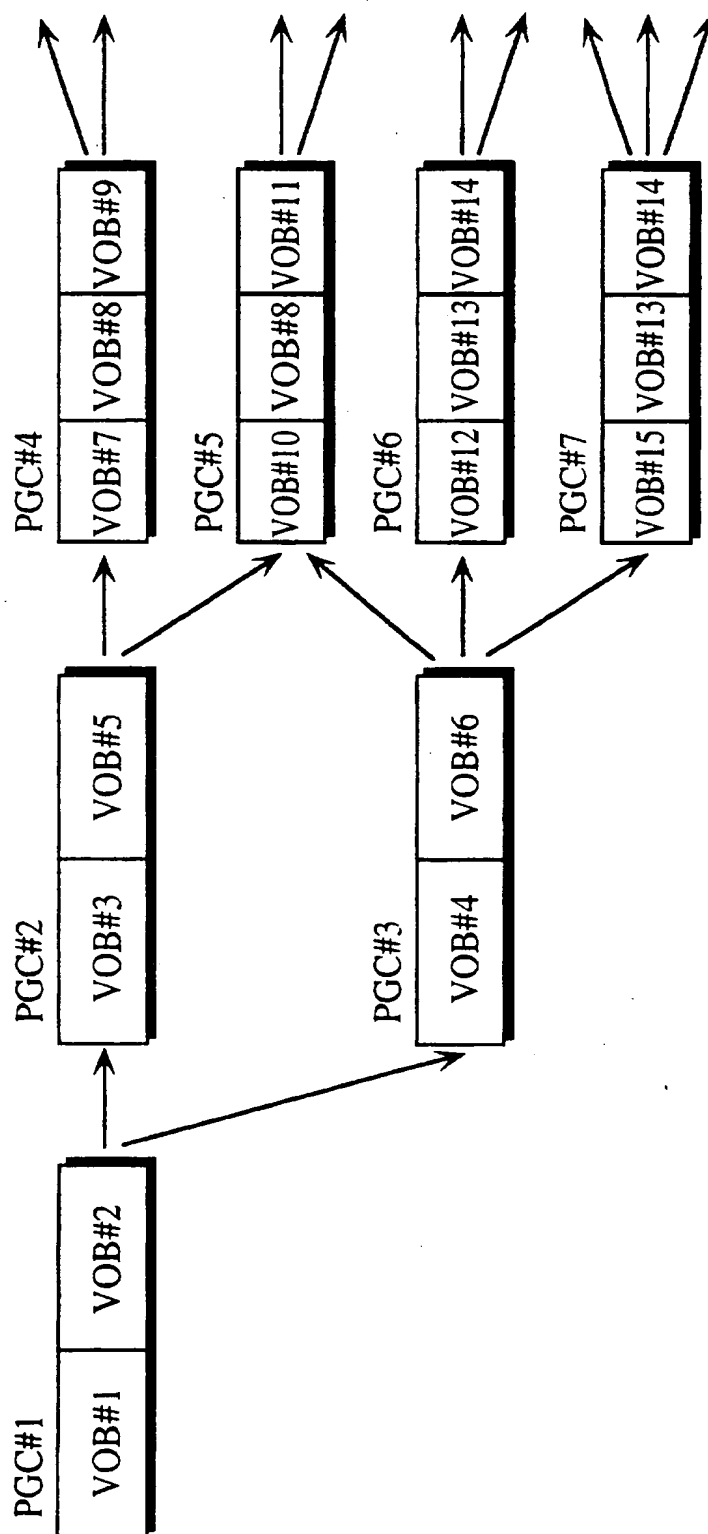 PGC#1
VOB#1 VOB#2
PGC#2
VOB#3 VOB#5
PGC#3
VOB#4 VOB#6
PGC#4
VOB#7 VOB#8 VOB#9
PGC#5
VOB#10 VOB#8 VOB#11
PGC#6
VOB#12 VOB#13 VOB#14
PGC#7
VOB#15 VOB#13 VOB#14